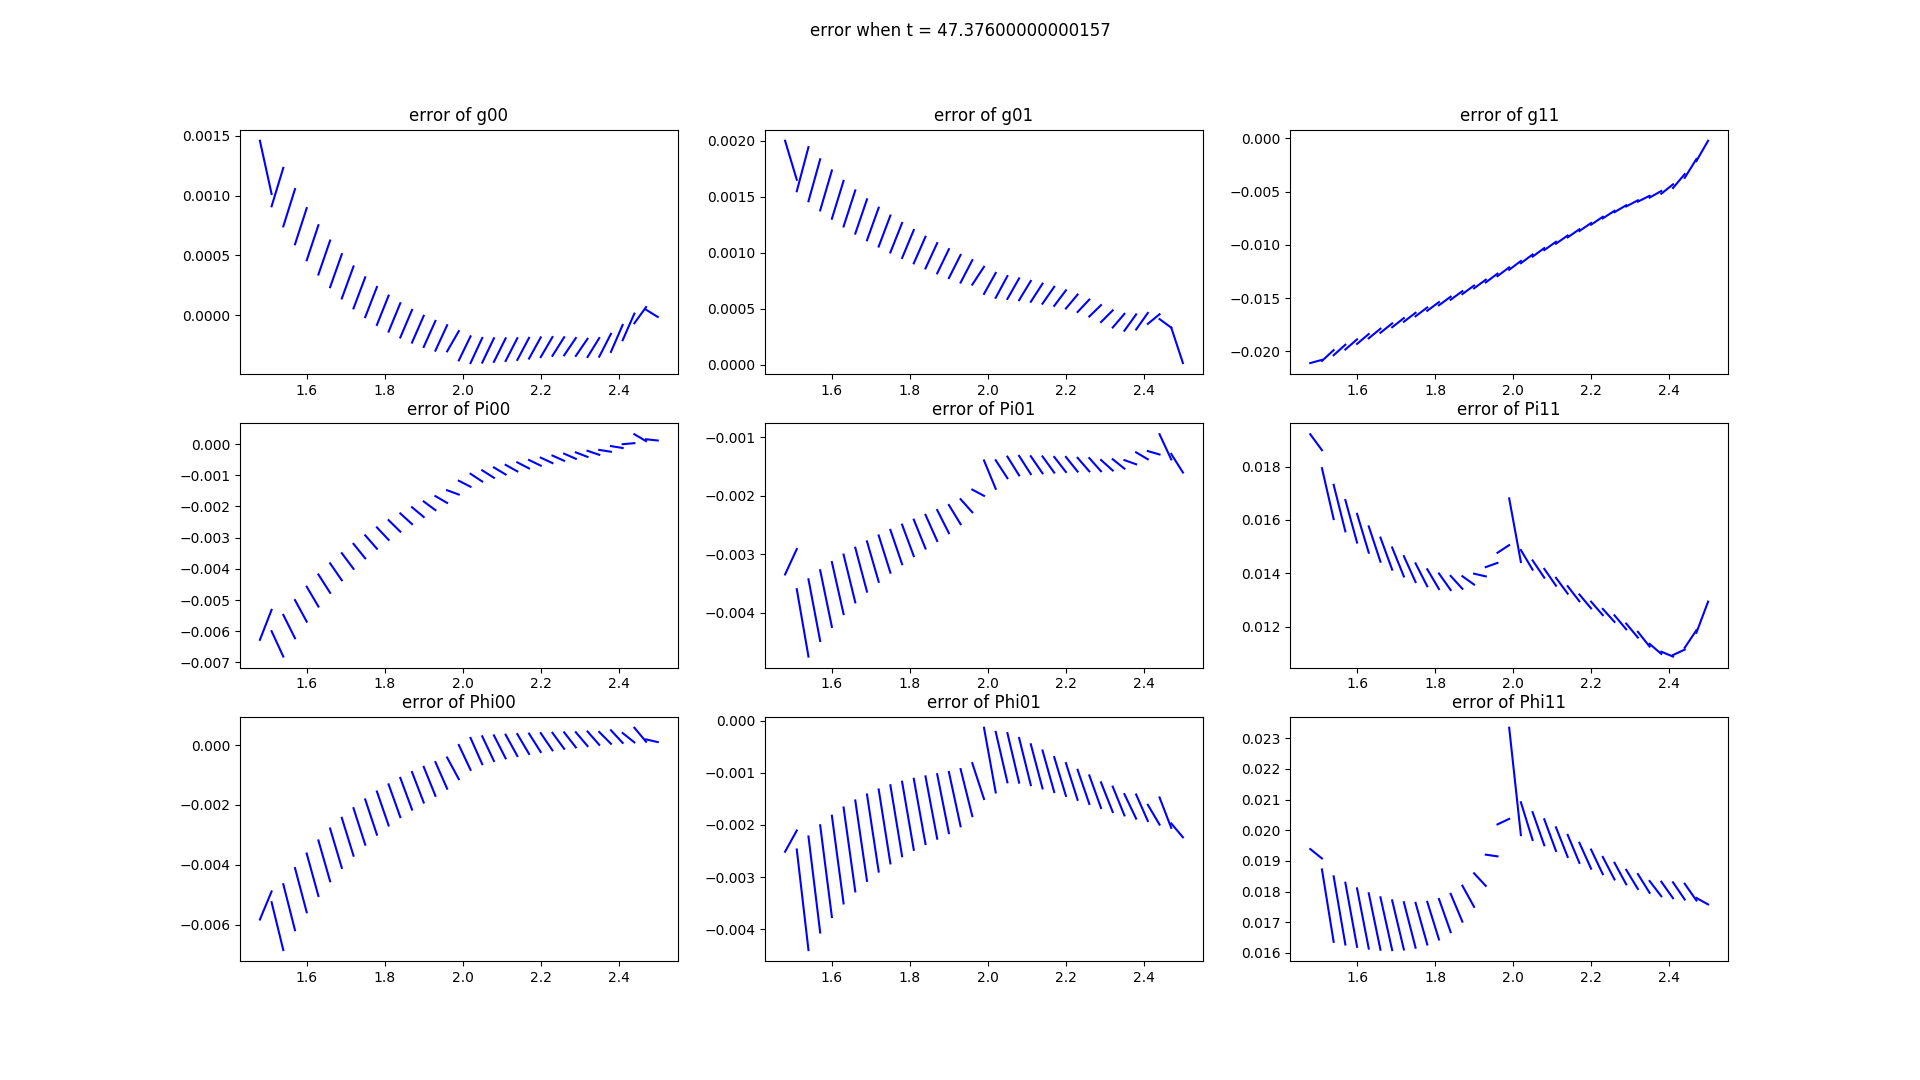 error when t = 47.37600000000157
error of g00
error of g01
error of g11
0.0015
0.0010
0.0005
0.0000
1.6 1.8 2.0 2.2 2.4
0.0020
0.0015
0.0010
0.0005
0.0000
1.6 1.8 2.0 2.2 2.4
0.000
−0.005
−0.010
−0.015
−0.020
1.6 1.8 2.0 2.2 2.4
error of Pi00
error of Pi01
error of Pi11
0.000
−0.001
−0.002
−0.003
−0.004
−0.005
−0.006
−0.007
1.6 1.8 2.0 2.2 2.4
−0.001
−0.002
−0.003
−0.004
1.6 1.8 2.0 2.2 2.4
0.018
0.016
0.014
0.012
1.6 1.8 2.0 2.2 2.4
error of Phi00
error of Phi01
error of Phi11
0.000
−0.002
−0.004
−0.006
1.6 1.8 2.0 2.2 2.4
0.000
−0.001
−0.002
−0.003
−0.004
1.6 1.8 2.0 2.2 2.4
0.023
0.022
0.021
0.020
0.019
0.018
0.017
0.016
1.6 1.8 2.0 2.2 2.4